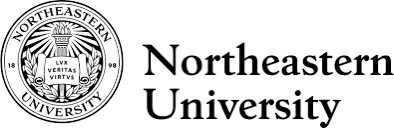 NORTHEASTERN
LVX
VERITAS
VIRTVS
18 98
UNIVERSITY
Northeastern
University